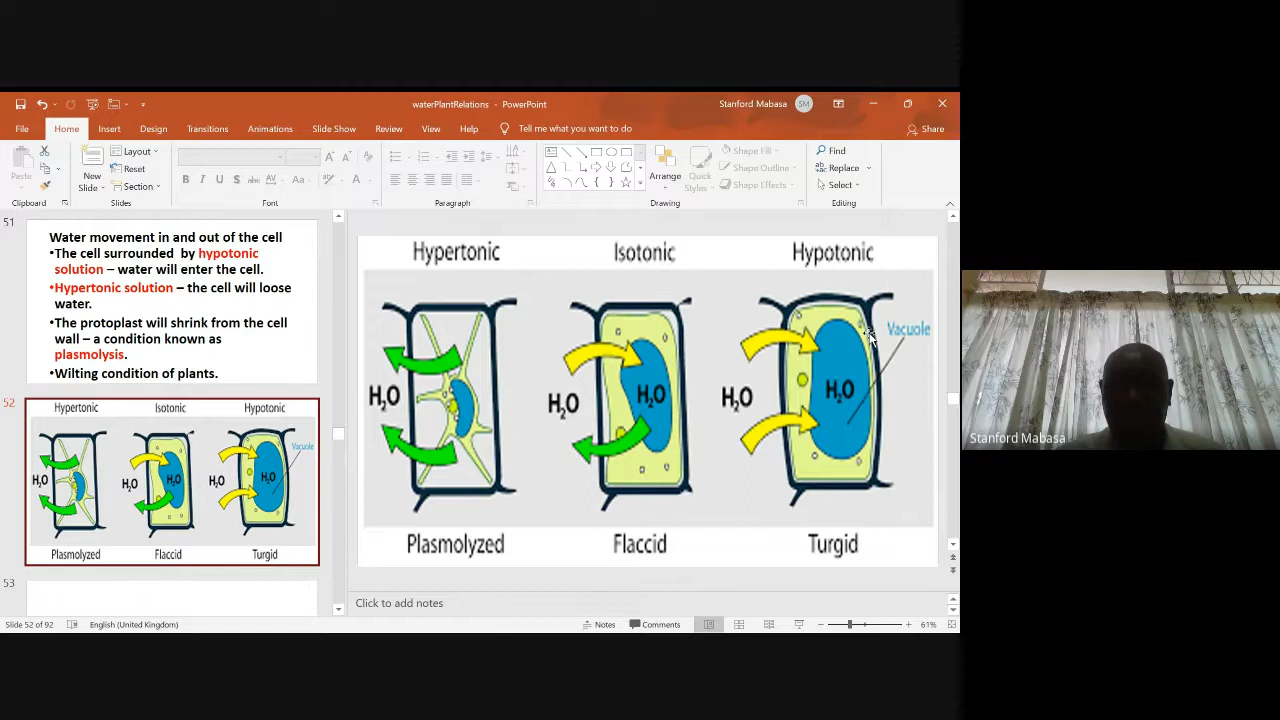 waterPlantRelations - PowerPoint
Stanford Mabasa
SM
File
Home
Insert
Design
Transitions
Animations
Slide Show
Review
View
Help
Tell me what you want to do
Share
Paste
New
Slide
Layout
Reset
Section
B I U S abc AV Aa A
Arrange
Quick
Styles
Shape Fill
Shape Outline
Shape Effects
Find
Replace
Select
Clipboard
Slides
Font
Paragraph
Drawing
Editing
51
Water movement in and out of the cell
•The cell surrounded by hypotonic
solution – water will enter the cell.
•Hypertonic solution – the cell will loose
water.
•The protoplast will shrink from the cell
wall – a condition known as
plasmolysis.
•Wilting condition of plants.
52
Hypertonic Isotonic Hypotonic
Vacuole
H₂O H₂O H₂O H₂O H₂O
Plasmolyzed Flaccid Turgid
53
Hypertonic Isotonic Hypotonic
Vacuole
H₂O H₂O H₂O H₂O H₂O
Plasmolyzed Flaccid Turgid
Click to add notes
Slide 52 of 92
English (United Kingdom)
Notes
Comments
61%
Stanford Mabasa